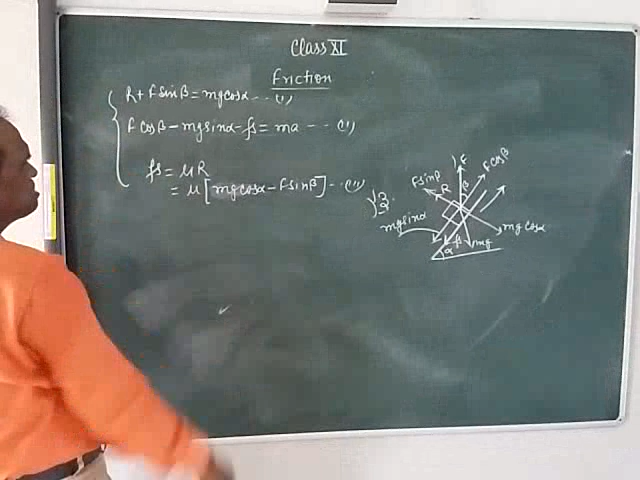 Class XI
Friction
R + F sinβ = mg cosα - - (i)
F cosβ - mg sinα - fs = ma - - (ii)
fs = μR
= μ [mg cosα - F sinβ] - - (iii)
F
F cosβ
F sinβ
R
β
mg sinα
mg cosα
fs
mg
α